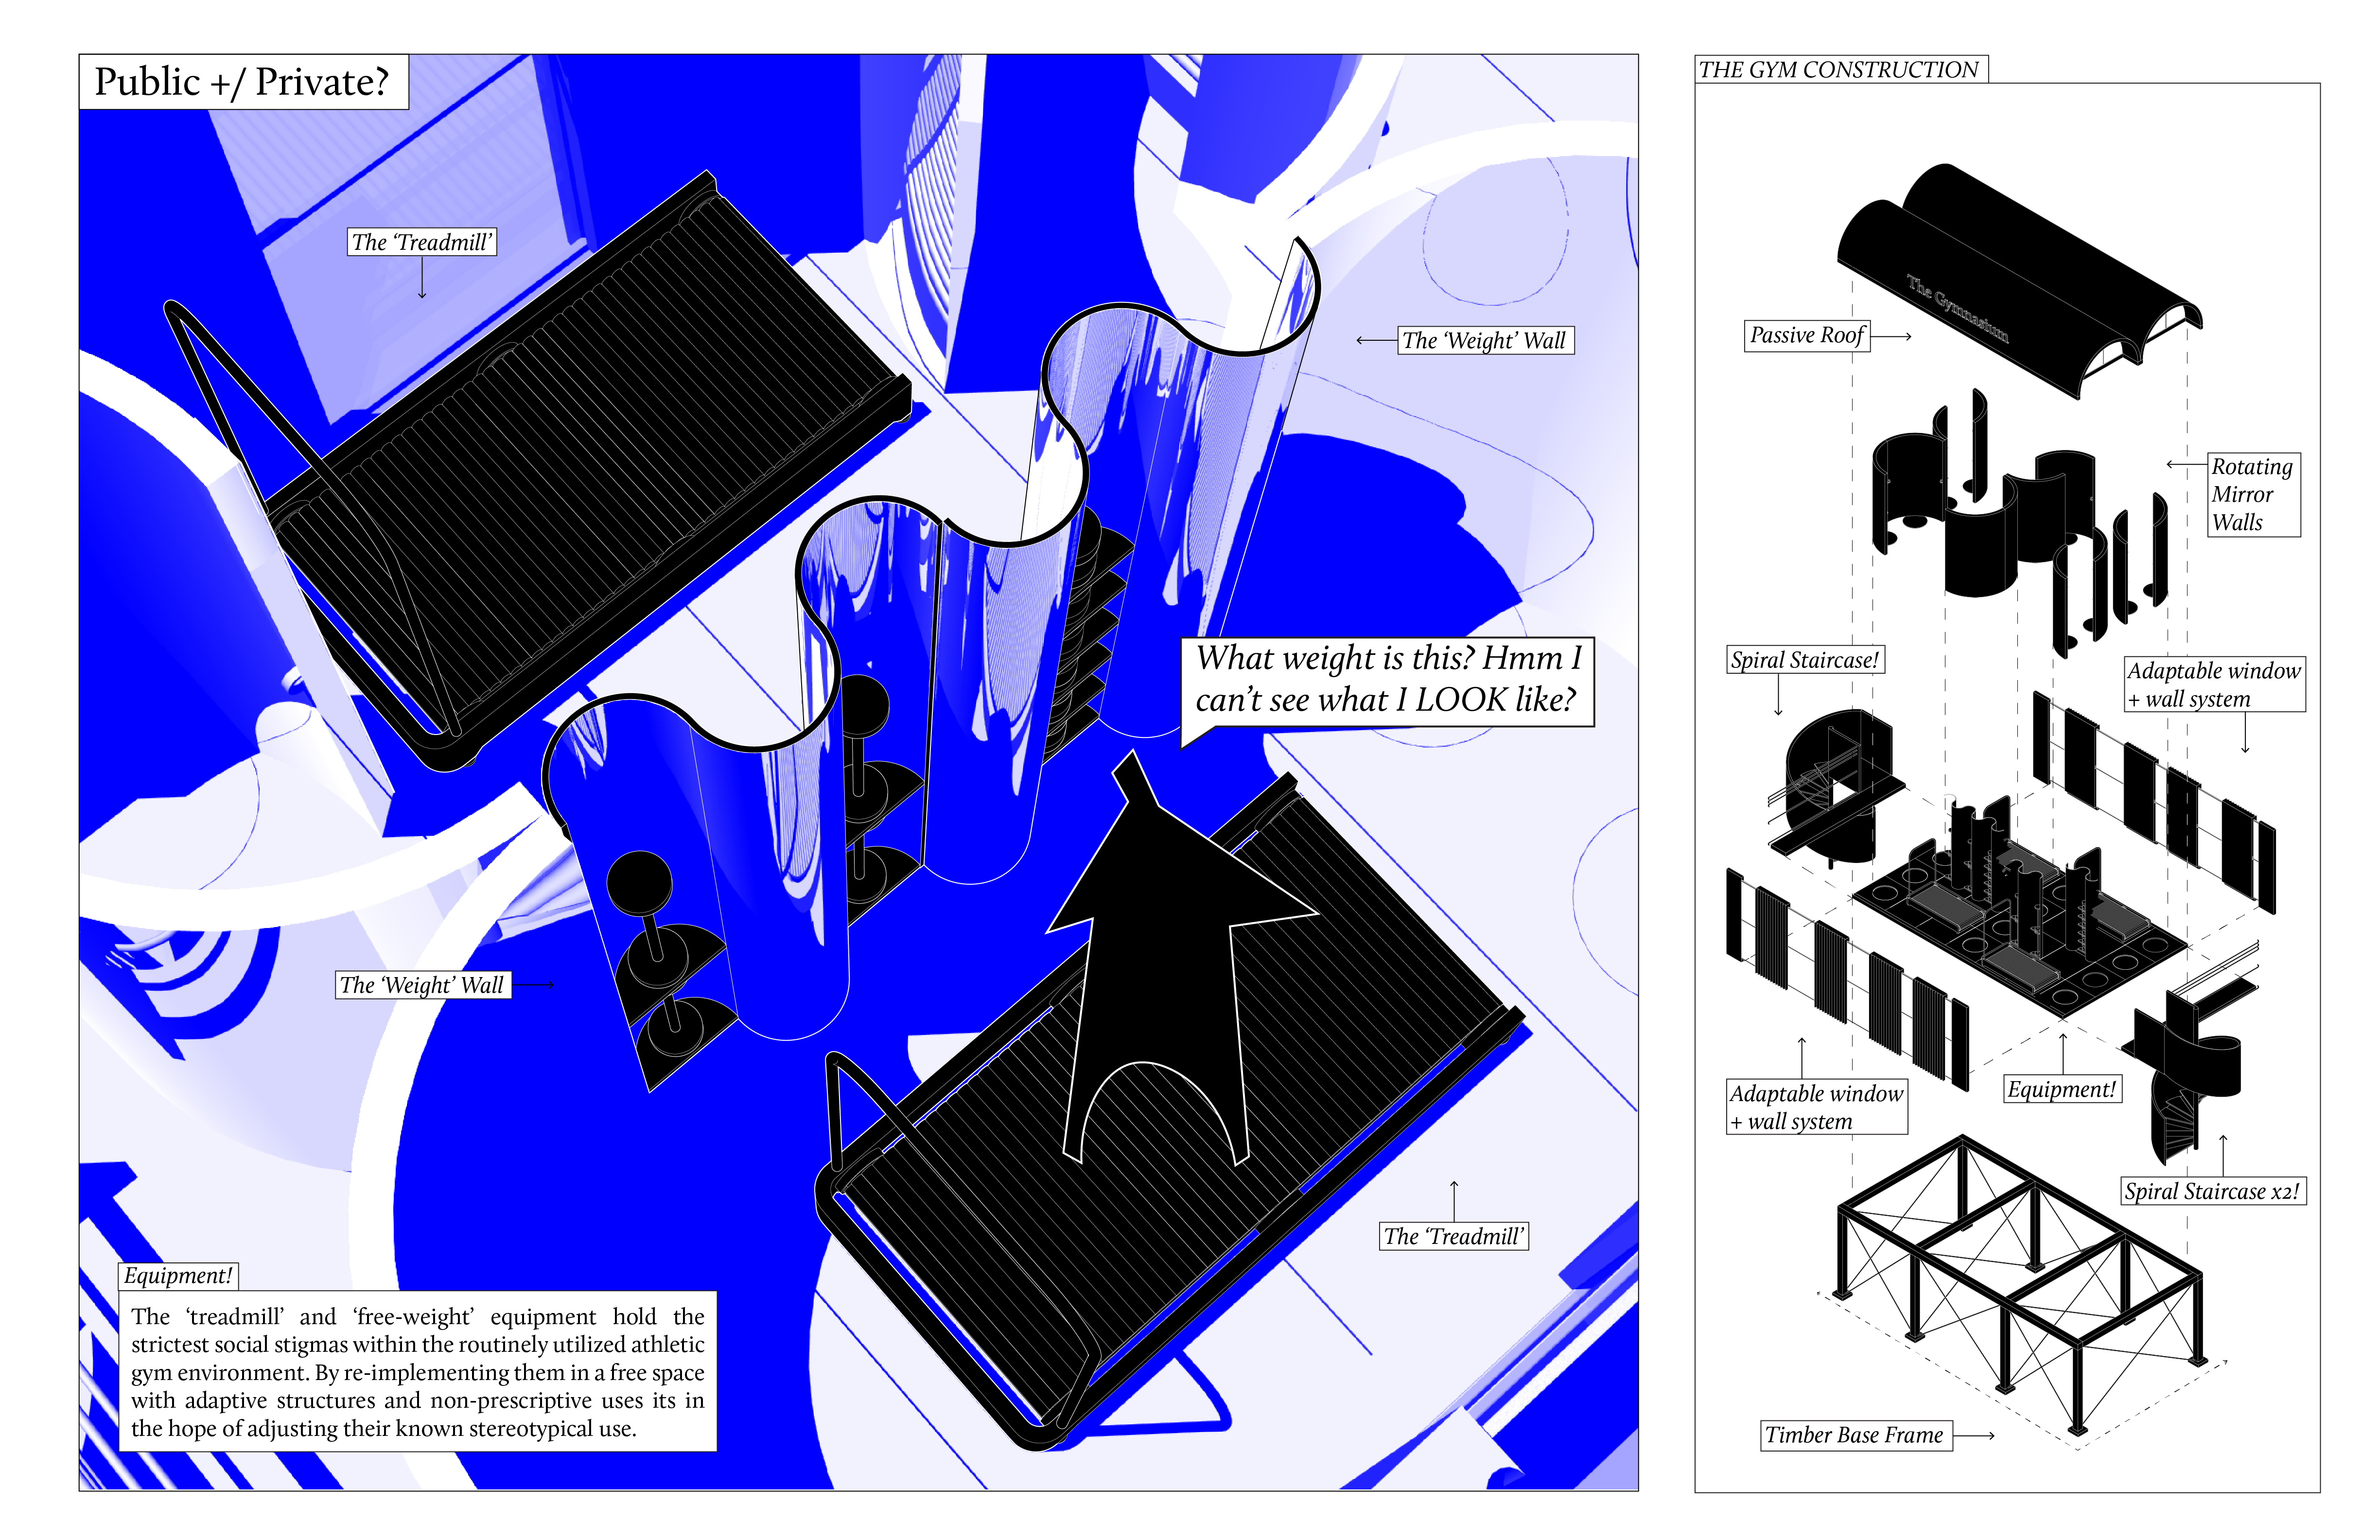 Public +/ Private?
The ‘Treadmill’
The ‘Weight’ Wall
What weight is this? Hmm I
can’t see what I LOOK like?
The ‘Weight’ Wall
The ‘Treadmill’
Equipment!
The ‘treadmill’ and ‘free-weight’ equipment hold the
strictest social stigmas within the routinely utilized athletic
gym environment. By re-implementing them in a free space
with adaptive structures and non-prescriptive uses its in
the hope of adjusting their known stereotypical use.
THE GYM CONSTRUCTION
The Gymnasium
Passive Roof
Rotating
Mirror
Walls
Spiral Staircase!
Adaptable window
+ wall system
Adaptable window
+ wall system
Equipment!
Spiral Staircase x2!
Timber Base Frame